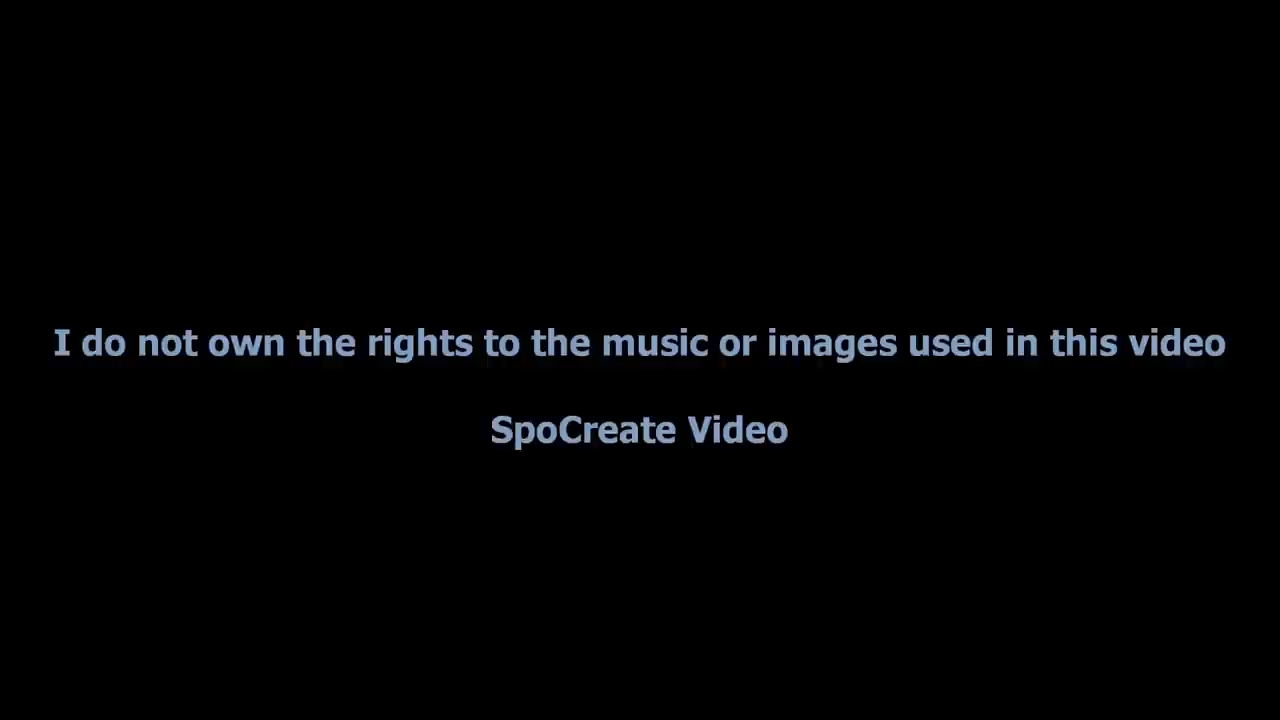 I do not own the rights to the music or images used in this video
SpoCreate Video